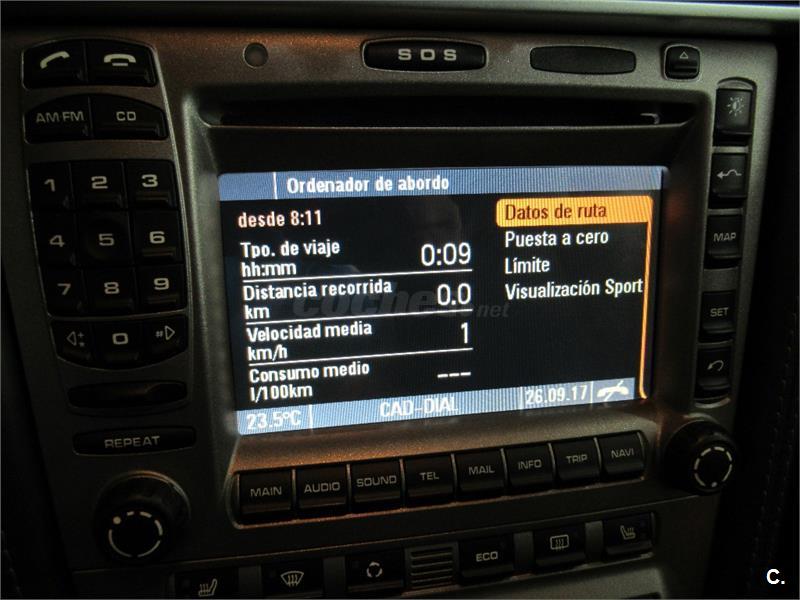 SOS
AM FM CD
1 2 3
4 5 6
7 8 9
0 #
REPEAT
Ordenador de abordo
desde 8:11
Tpo. de viaje
hh:mm 0:09
Distancia recorrida
km 0.0
Velocidad media
km/h 1
Consumo medio
l/100km ---
Datos de ruta
Puesta a cero
Límite
Visualización Sport
23.5°C CAD-DIAL 26.09.17
coches.net
MAP
SET
MAIN AUDIO SOUND TEL MAIL INFO TRIP NAVI
ECO
C.